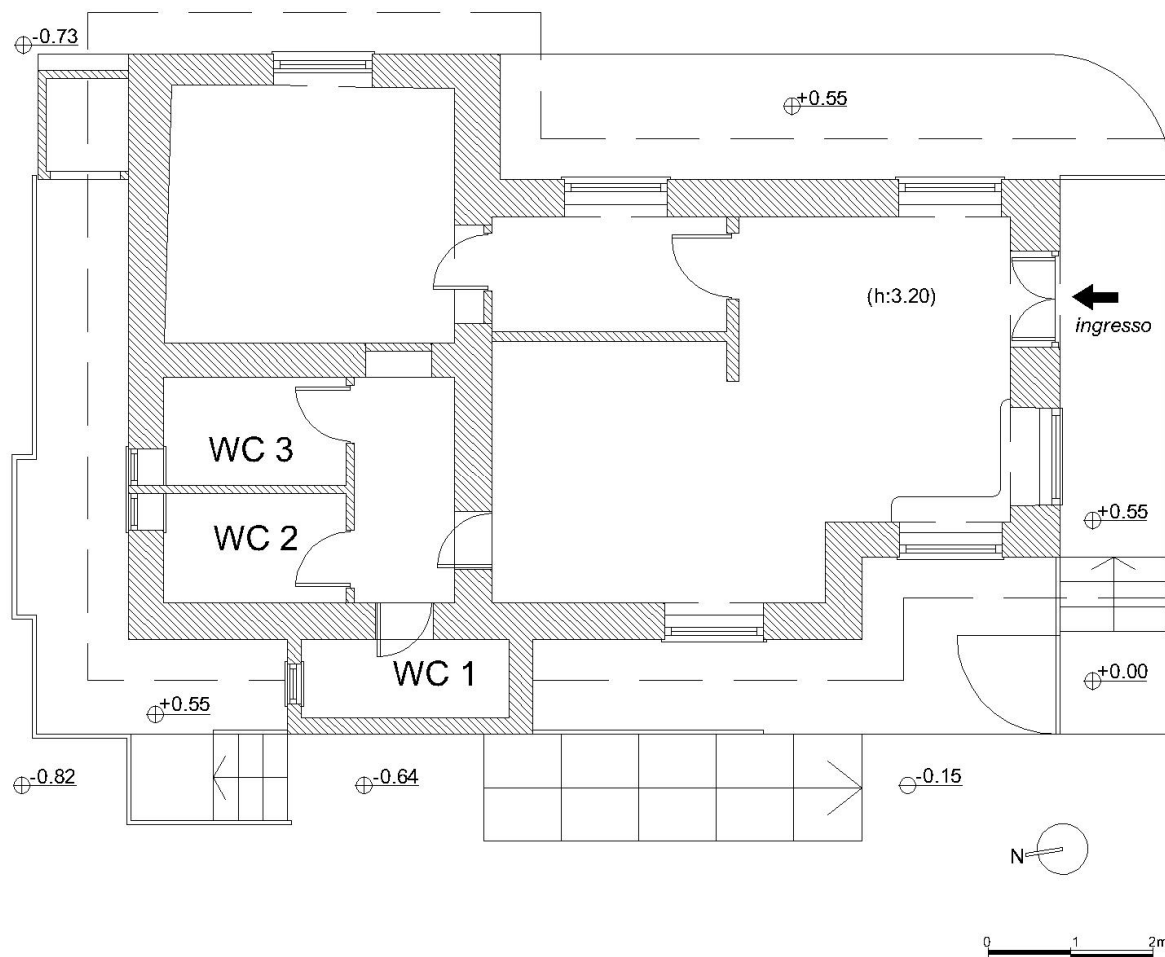 -0.73
+0.55
(h:3.20)
ingresso
WC 3
WC 2
+0.55
WC 1
+0.00
+0.55
-0.82
-0.64
-0.15
N
0 1 2m